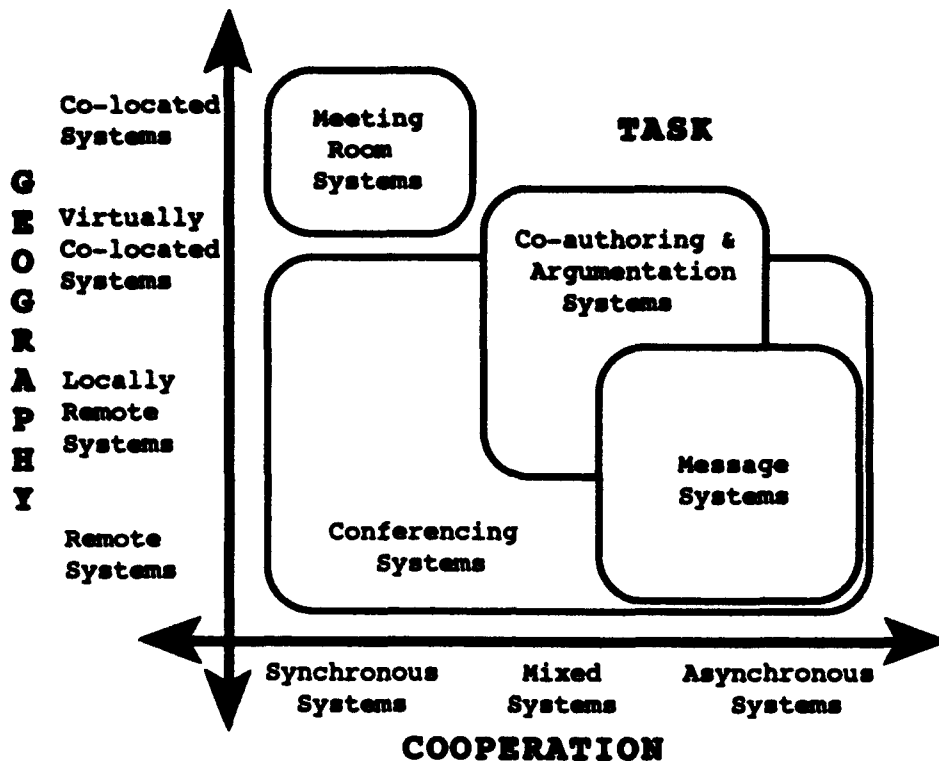 GEOGRAPHY
Co-located
Systems
Virtually
Co-located
Systems
Locally
Remote
Systems
Remote
Systems
Meeting
Room
Systems
TASK
Co-authoring &
Argumentation
Systems
Message
Systems
Conferencing
Systems
Synchronous
Systems
Mixed
Systems
Asynchronous
Systems
COOPERATION